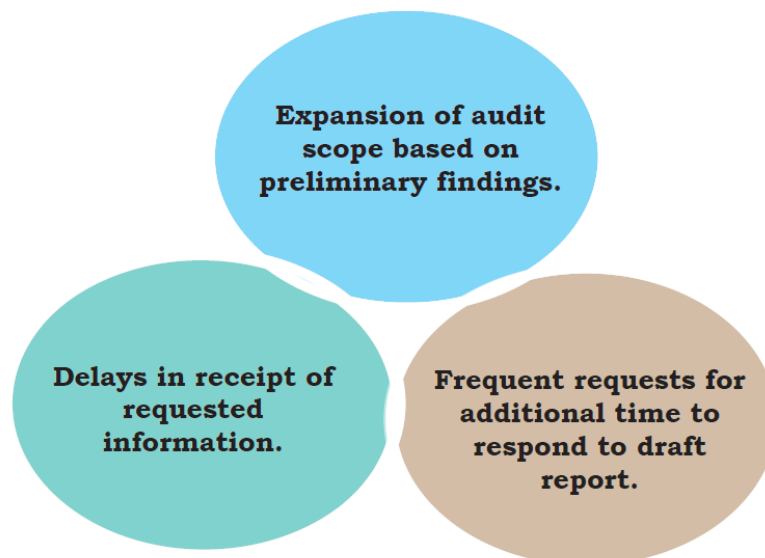 Expansion of audit
scope based on
preliminary findings.
Delays in receipt of
requested
information.
Frequent requests for
additional time to
respond to draft
report.